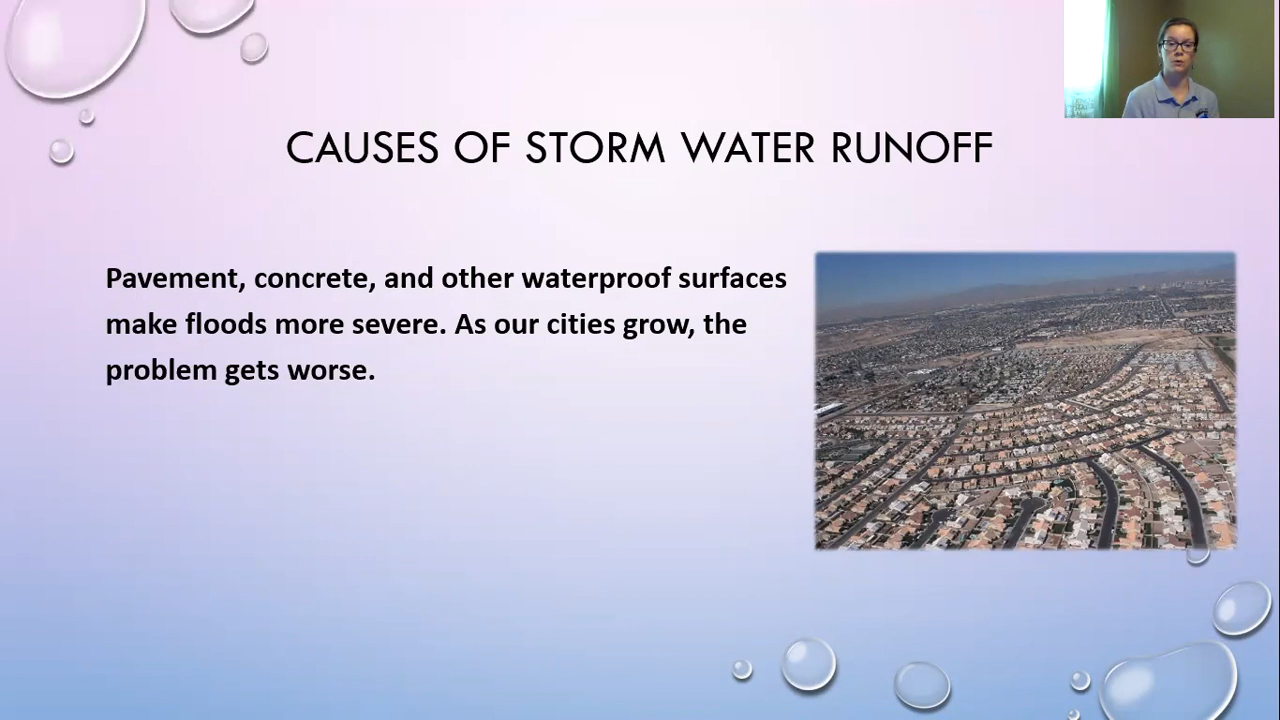 CAUSES OF STORM WATER RUNOFF
Pavement, concrete, and other waterproof surfaces
make floods more severe. As our cities grow, the
problem gets worse.